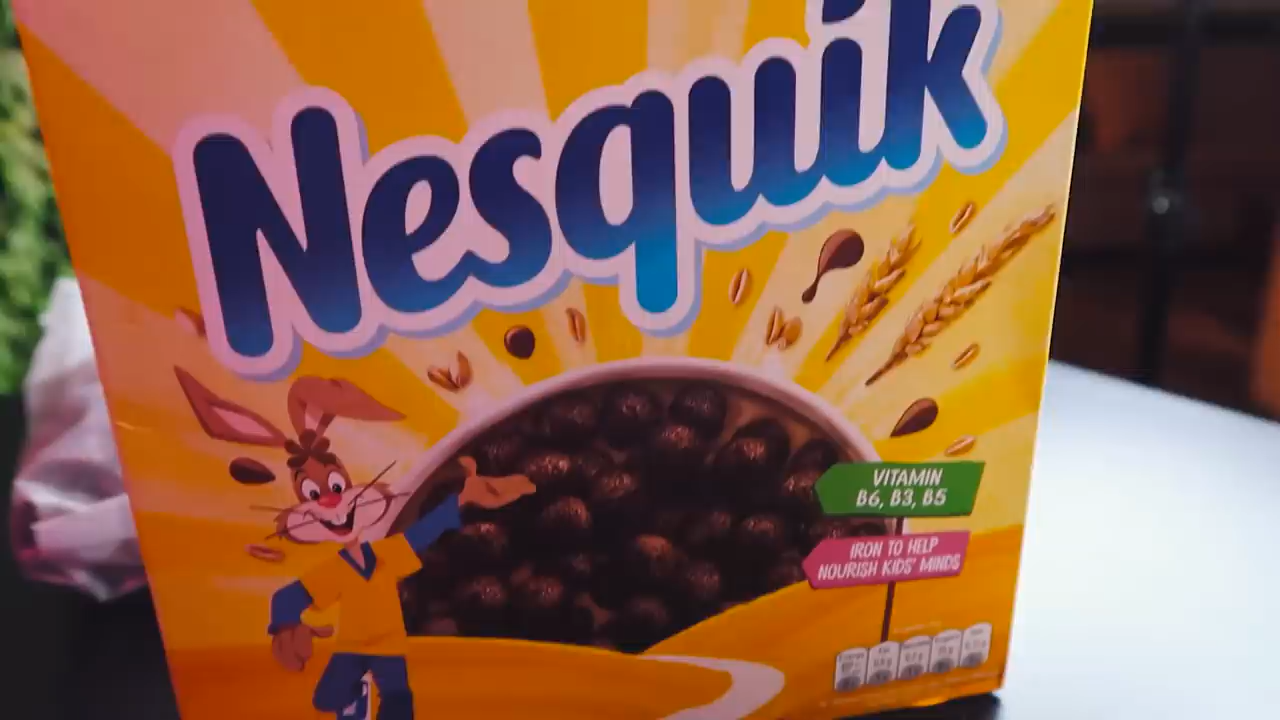 Nesquik
VITAMIN
B6, B3, B5
IRON TO HELP
NOURISH KIDS' MINDS